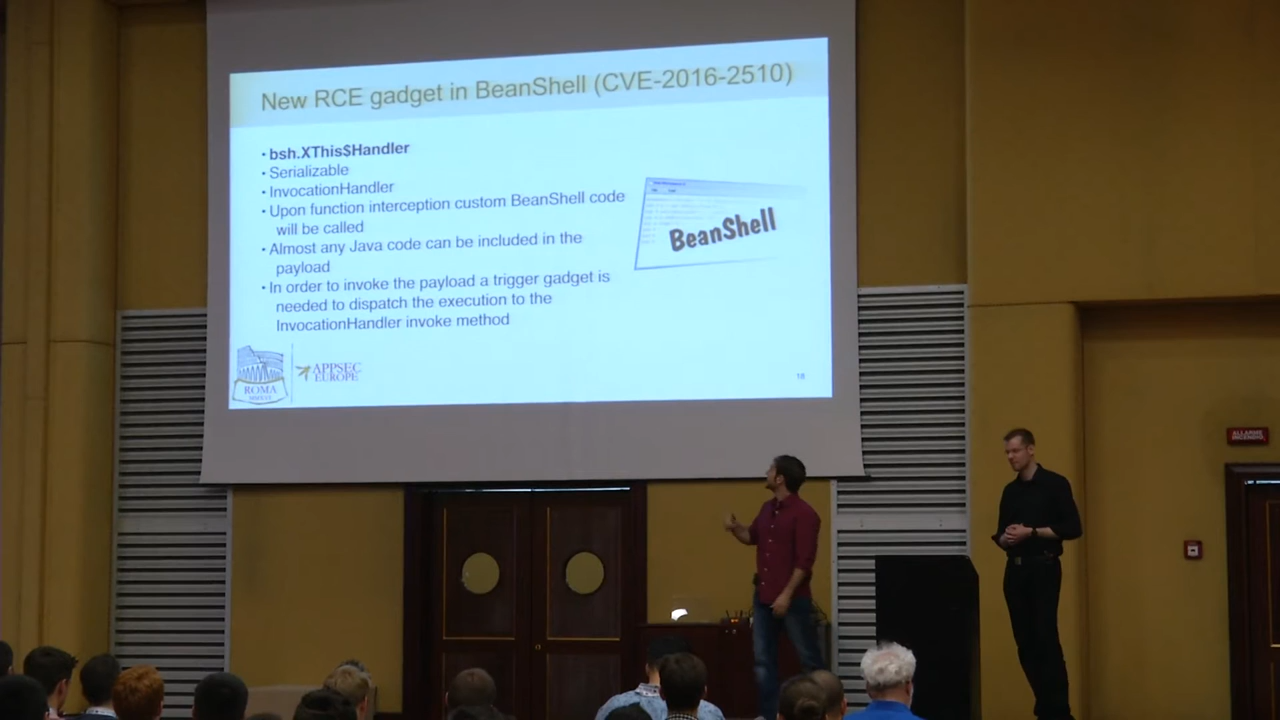 New RCE gadget in BeanShell (CVE-2016-2510)
• bsh.XThis$Handler
• Serializable
• InvocationHandler
• Upon function interception custom BeanShell code
will be called
• Almost any Java code can be included in the
payload
• In order to invoke the payload a trigger gadget is
needed to dispatch the execution to the
InvocationHandler invoke method
BeanShell
ROMA
APPSEC
EUROPE
18
ALLARME
INCENDIO